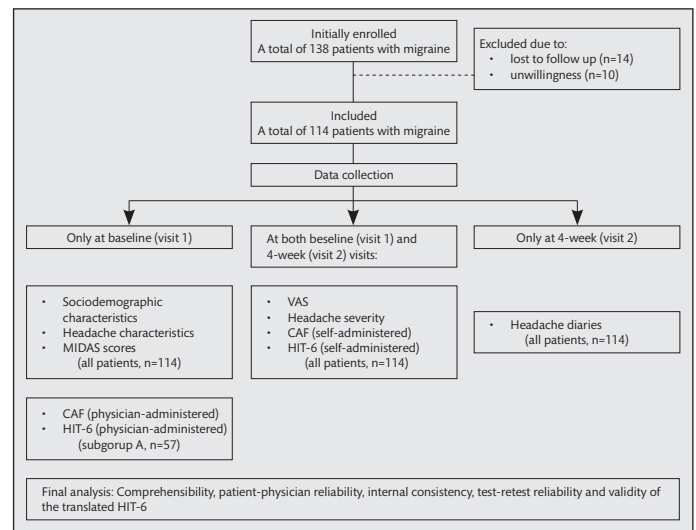 Initially enrolled
A total of 138 patients with migraine
Excluded due to:
• lost to follow up (n=14)
• unwillingness (n=10)
Included
A total of 114 patients with migraine
Data collection
Only at baseline (visit 1)
At both beseline (visit 1) and
4-week (visit 2) visits:
Only at 4-week (visit 2)
• Sociodemographic
characteristics
• Headache characteristics
• MIDAS scores
(all patients, n=114)
• VAS
• Headache severity
• CAF (self-administered)
• HIT-6 (self-administered)
(all patients, n=114)
• Headache diaries
(all patients, n=114)
• CAF (physician-administered)
• HIT-6 (physician-administered)
(subgorup A, n=57)
Final analysis: Comprehensibility, patient-physician reliability, internal consistency, test-retest reliability and validity of
the translated HIT-6